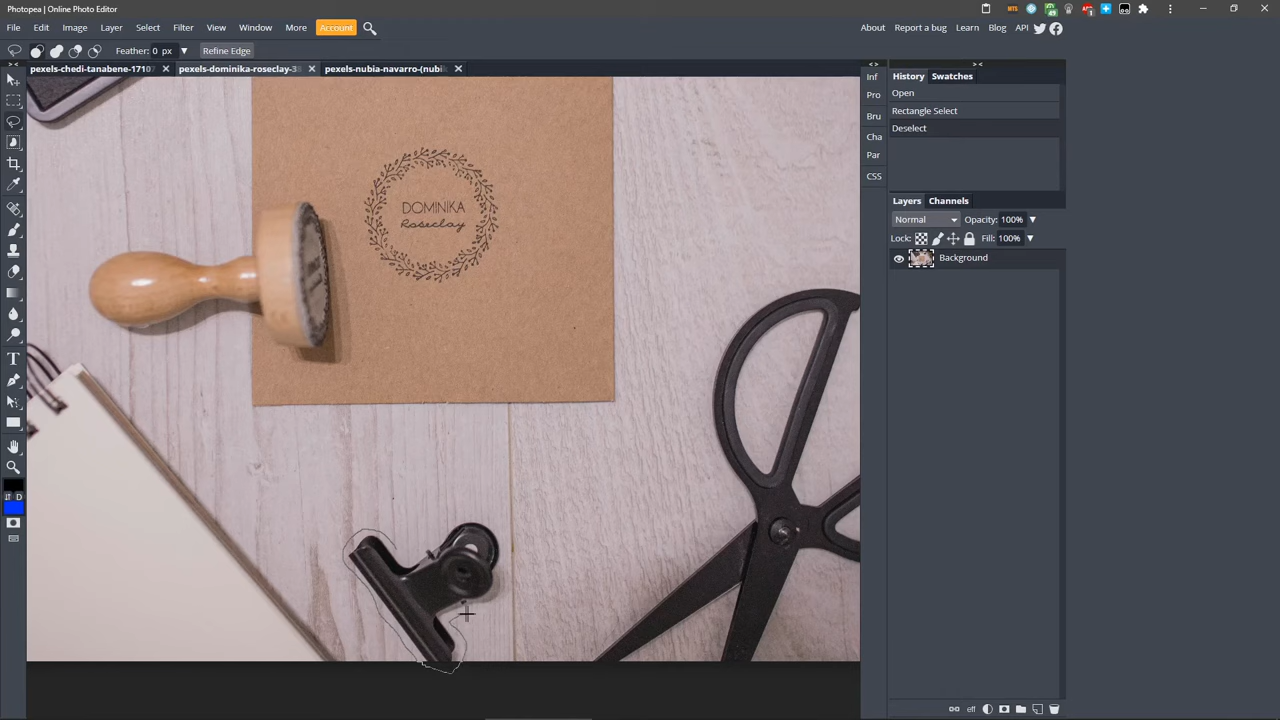 Photopea | Online Photo Editor
File Edit Image Layer Select Filter View Window More Account
About Report a bug Learn Blog API
Feather: 0 px Refine Edge
pexels-chedi-tanabene-1710 pexels-dominika-roseclay-3 pexels-nubia-navarro-(nubi
Inf
Pro
Bru
Cha
Par
CSS
History Swatches
Open
Rectangle Select
Deselect
Layers Channels
Normal Opacity: 100%
Lock: Fill: 100%
Background
eff
T
D
DOMINIKA
Roseclay